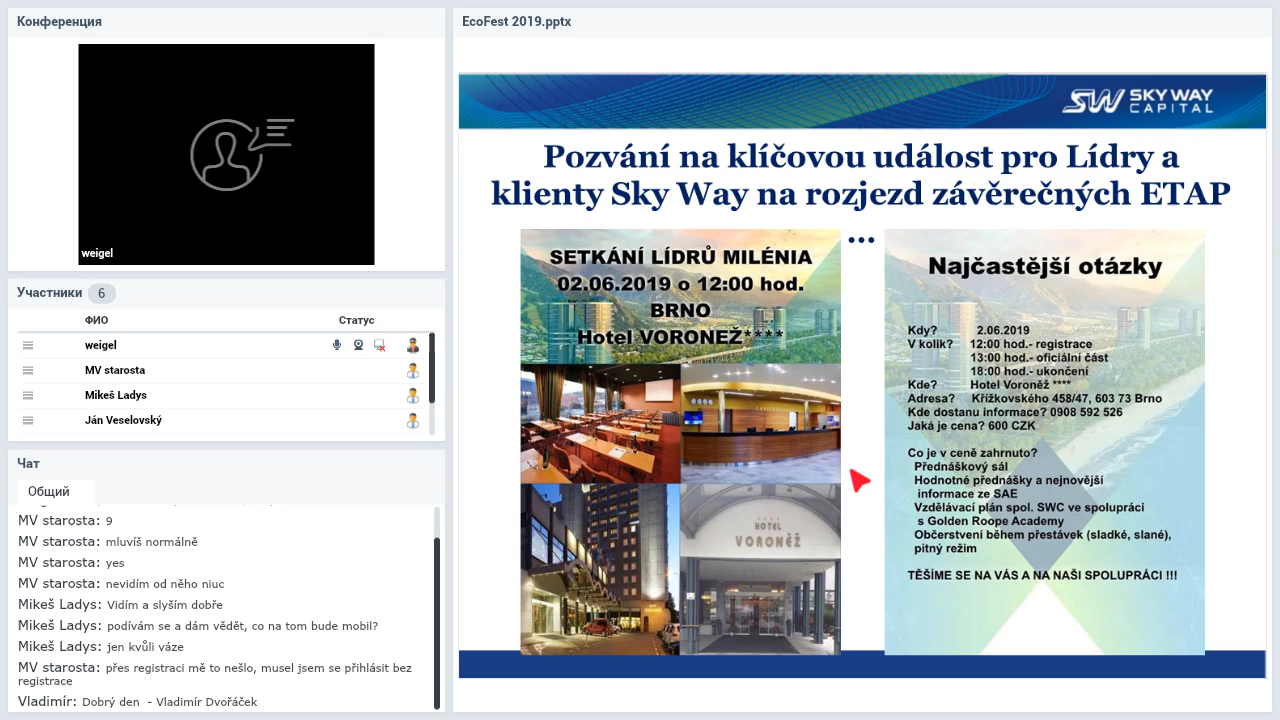 Конференция
weigel
Участники 6
ФИО Статус
weigel
MV starosta
Mikeš Ladys
Ján Veselovský
Чат
Общий
MV starosta: 9
MV starosta: mluvíš normálně
MV starosta: yes
MV starosta: nevidím od něho niuc
Mikeš Ladys: Vidím a slyším dobře
Mikeš Ladys: podívám se a dám vědět, co na tom bude mobil?
Mikeš Ladys: jen kvůli váze
MV starosta: přes registraci mě to nešlo, musel jsem se přihlásit bez
registrace
Vladimír: Dobrý den - Vladimír Dvořáček
EcoFest 2019.pptx
SW SKY WAY
CAPITAL
Pozvání na klíčovou událost pro Lídry a
klienty Sky Way na rozjezd závěrečných ETAP
...
SETKÁNÍ LÍDRŮ MILÉNIA
02.06.2019 o 12:00 hod.
BRNO
Hotel VORONEŽ****
HOTEL
VORONĚŽ
Najčastější otázky
Kdy? 2.06.2019
V kolik? 12:00 hod.- registrace
13:00 hod.- oficiální část
18:00 hod.- ukončení
Kde? Hotel Voroněž ****
Adresa? Křížkovského 458/47, 603 73 Brno
Kde dostanu informace? 0908 592 526
Jaká je cena? 600 CZK
Co je v ceně zahrnuto?
Přednáškový sál
Hodnotné přednášky a nejnovější
informace ze SAE
Vzdělávací plán spol. SWC ve spolupráci
s Golden Roope Academy
Občerstvení během přestávek (sladké, slané),
pitný režim
TĚŠÍME SE NA VÁS A NA NAŠI SPOLUPRÁCI !!!